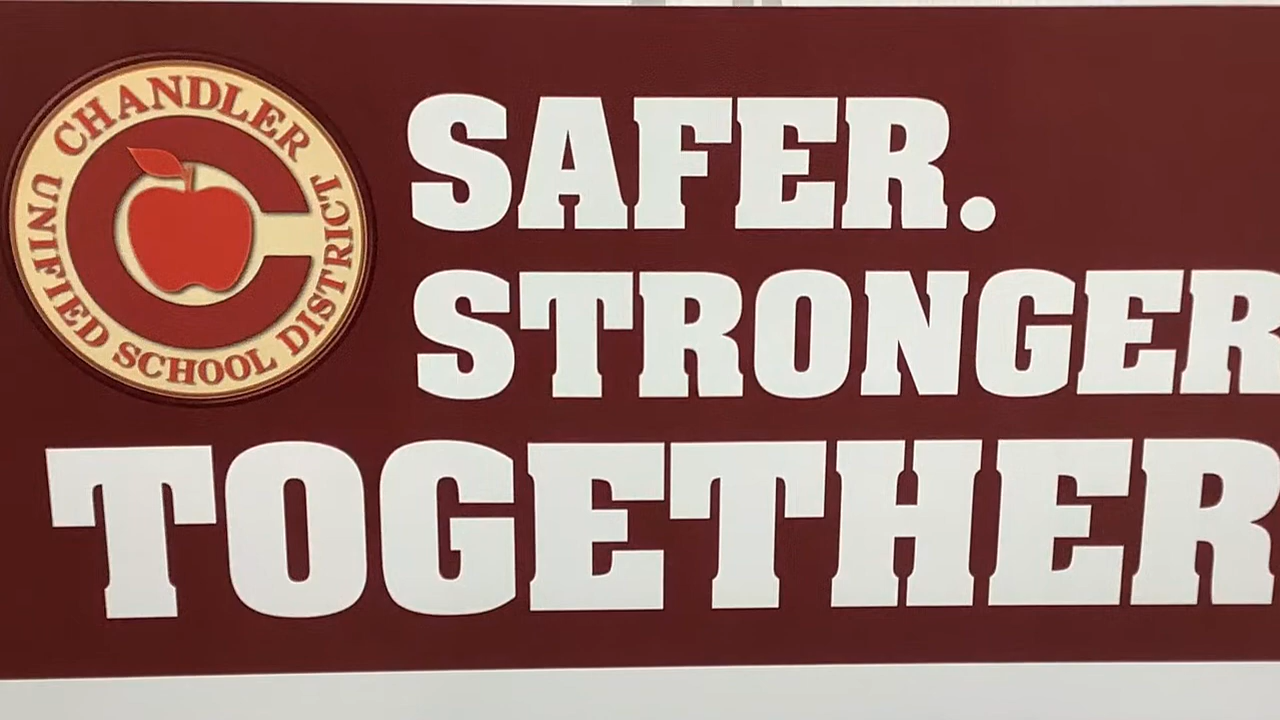 CHANDLER
UNIFIED SCHOOL DISTRICT
SAFER.
STRONGER
TOGETHER